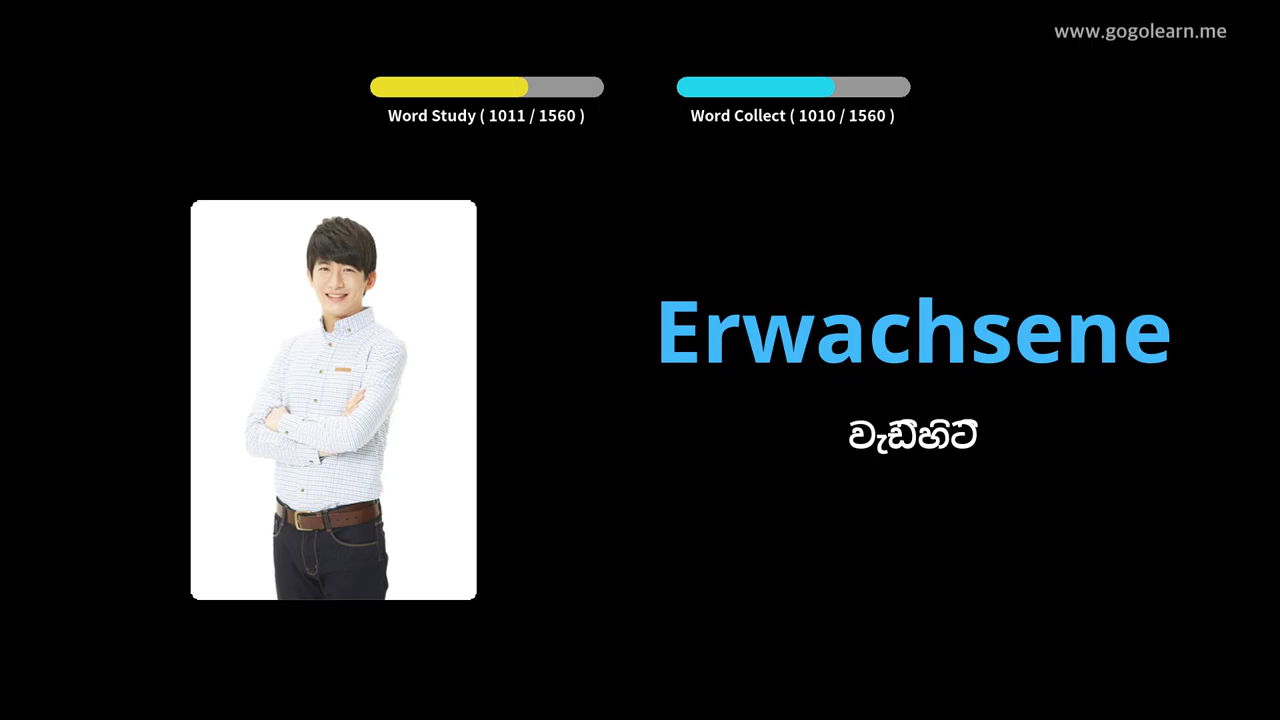 www.gogolearn.me
Word Study ( 1011 / 1560 )
Word Collect ( 1010 / 1560 )
Erwachsene
වැඩිහිටි